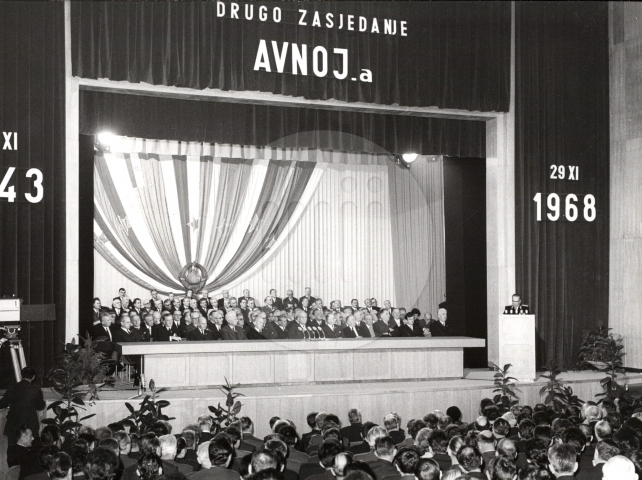 DRUGO ZASJEDANJE
AVNOJ-a
XI
43
29 XI
1968